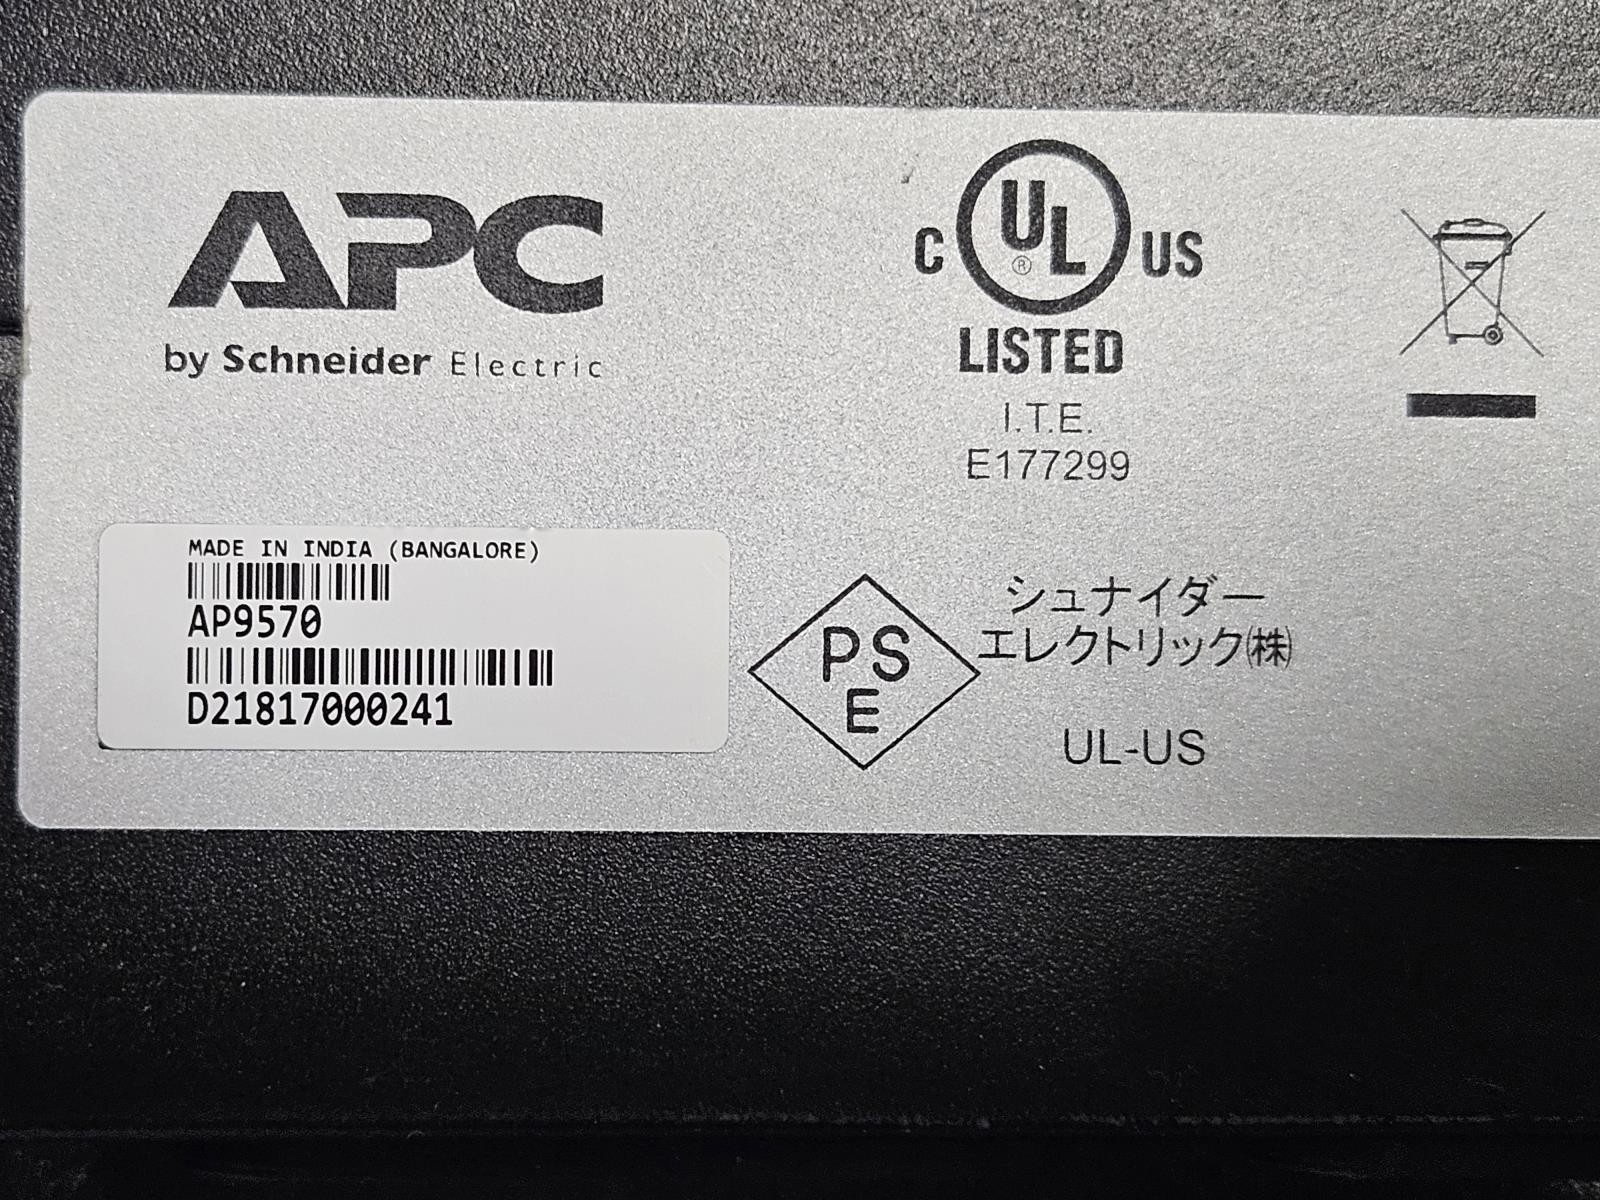 APC
by Schneider Electric
C UL® US
LISTED
I.T.E.
E177299
MADE IN INDIA (BANGALORE)
AP9570
D21817000241
PS
E
シュナイダー
エレクトリック㈱
UL-US